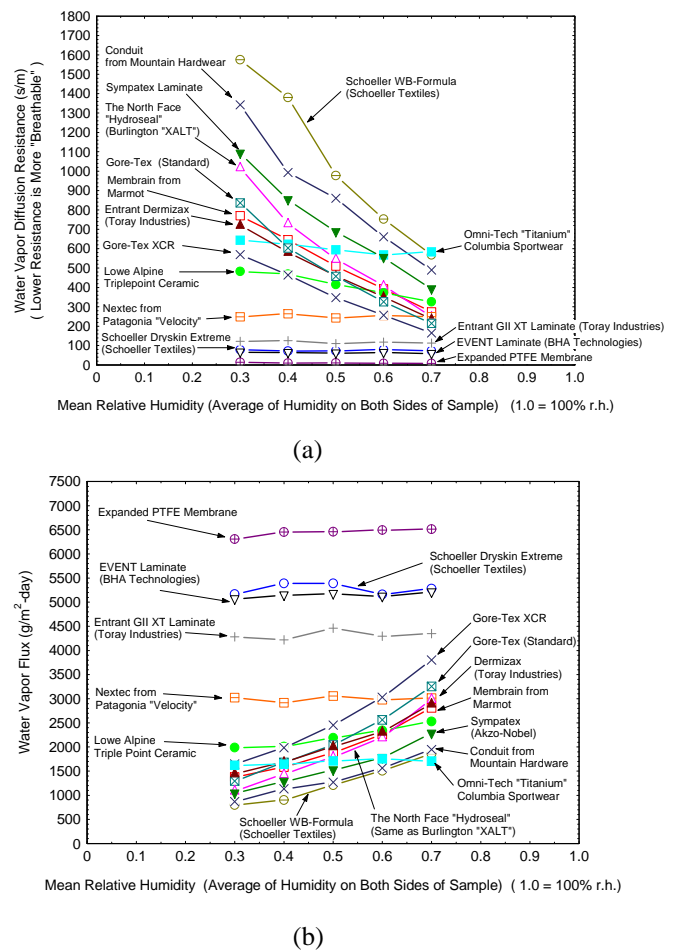 1800
1700
1600
1500
1400
1300
1200
1100
1000
900
800
700
600
500
400
300
200
100
0
Water Vapor Diffusion Resistance (s/m)
( Lower Resistance is More "Breathable" )
Conduit
from Mountain Hardwear
Sympatex Laminate
The North Face
"Hydroseal"
(Burlington "XALT")
Gore-Tex (Standard)
Membrain from
Marmot
Entrant Dermizax
(Toray Industries)
Gore-Tex XCR
Lowe Alpine
Triplepoint Ceramic
Nextec from
Patagonia "Velocity"
Schoeller Dryskin Extreme
(Schoeller Textiles)
Schoeller WB-Formula
(Schoeller Textiles)
Omni-Tech "Titanium"
Columbia Sportwear
Entrant GII XT Laminate (Toray Industries)
EVENT Laminate (BHA Technologies)
Expanded PTFE Membrane
0.0 0.1 0.2 0.3 0.4 0.5 0.6 0.7 0.8 0.9 1.0
Mean Relative Humidity (Average of Humidity on Both Sides of Sample) (1.0 = 100% r.h.)
(a)
7500
7000
6500
6000
5500
5000
4500
4000
3500
3000
2500
2000
1500
1000
500
0
Water Vapor Flux (g/m²-day)
Expanded PTFE Membrane
EVENT Laminate
(BHA Technologies)
Entrant GII XT Laminate
(Toray Industries)
Nextec from
Patagonia "Velocity"
Lowe Alpine
Triple Point Ceramic
Schoeller WB-Formula
(Schoeller Textiles)
The North Face "Hydroseal"
(Same as Burlington "XALT")
Schoeller Dryskin Extreme
(Schoeller Textiles)
Gore-Tex XCR
Gore-Tex (Standard)
Dermizax
(Toray Industries)
Membrain from
Marmot
Sympatex
(Akzo-Nobel)
Conduit from
Mountain Hardware
Omni-Tech "Titanium"
Columbia Sportwear
0 0.1 0.2 0.3 0.4 0.5 0.6 0.7 0.8 0.9 1
Mean Relative Humidity (Average of Humidity on Both Sides of Sample) ( 1.0 = 100% r.h.)
(b)